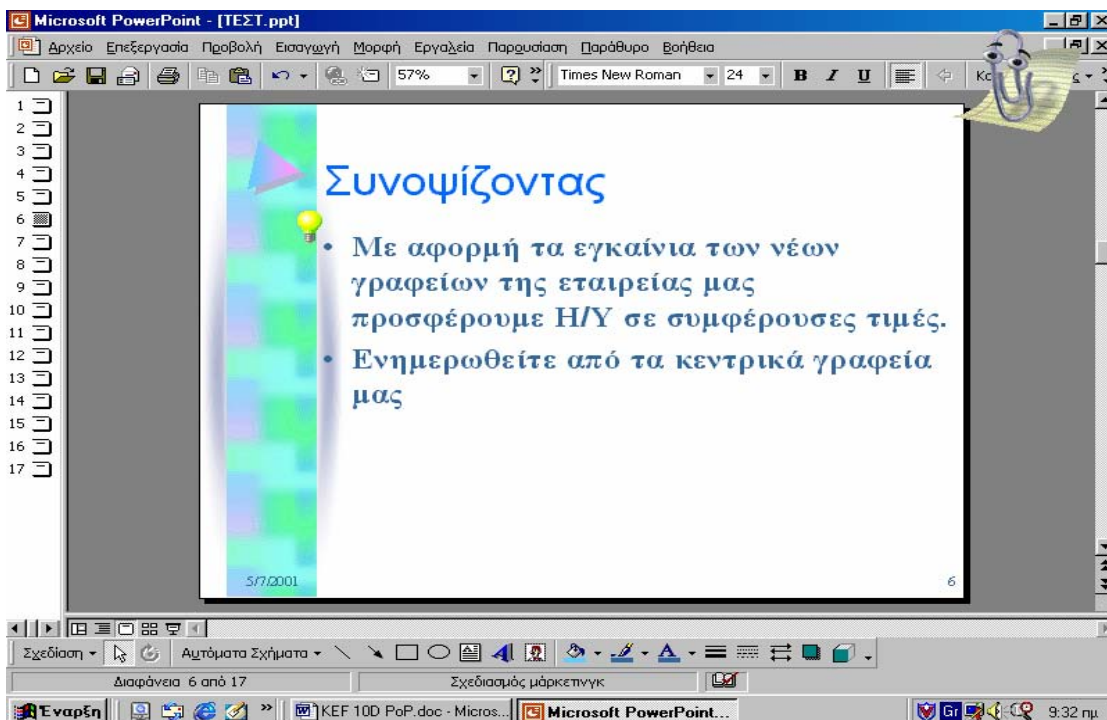 Microsoft PowerPoint - [ΤΕΣΤ.ppt]
Αρχείο Επεξεργασία Προβολή Εισαγωγή Μορφή Εργαλεία Παρουσίαση Παράθυρο Βοήθεια
57% Times New Roman 24 B I U
1
2
3
4
5
6
7
8
9
10
11
12
13
14
15
16
17
Συνοψίζοντας
• Με αφορμή τα εγκαίνια των νέων
γραφείων της εταιρείας μας
προσφέρουμε Η/Υ σε συμφέρουσες τιμές.
• Ενημερωθείτε από τα κεντρικά γραφεία
μας
5/7/2001 6
Σχεδίαση Αυτόματα Σχήματα
Διαφάνεια 6 από 17 Σχεδιασμός μάρκετινγκ
Έναρξη KEF 10D PoP.doc - Micros... Microsoft PowerPoint... Gr 9:32 πμ